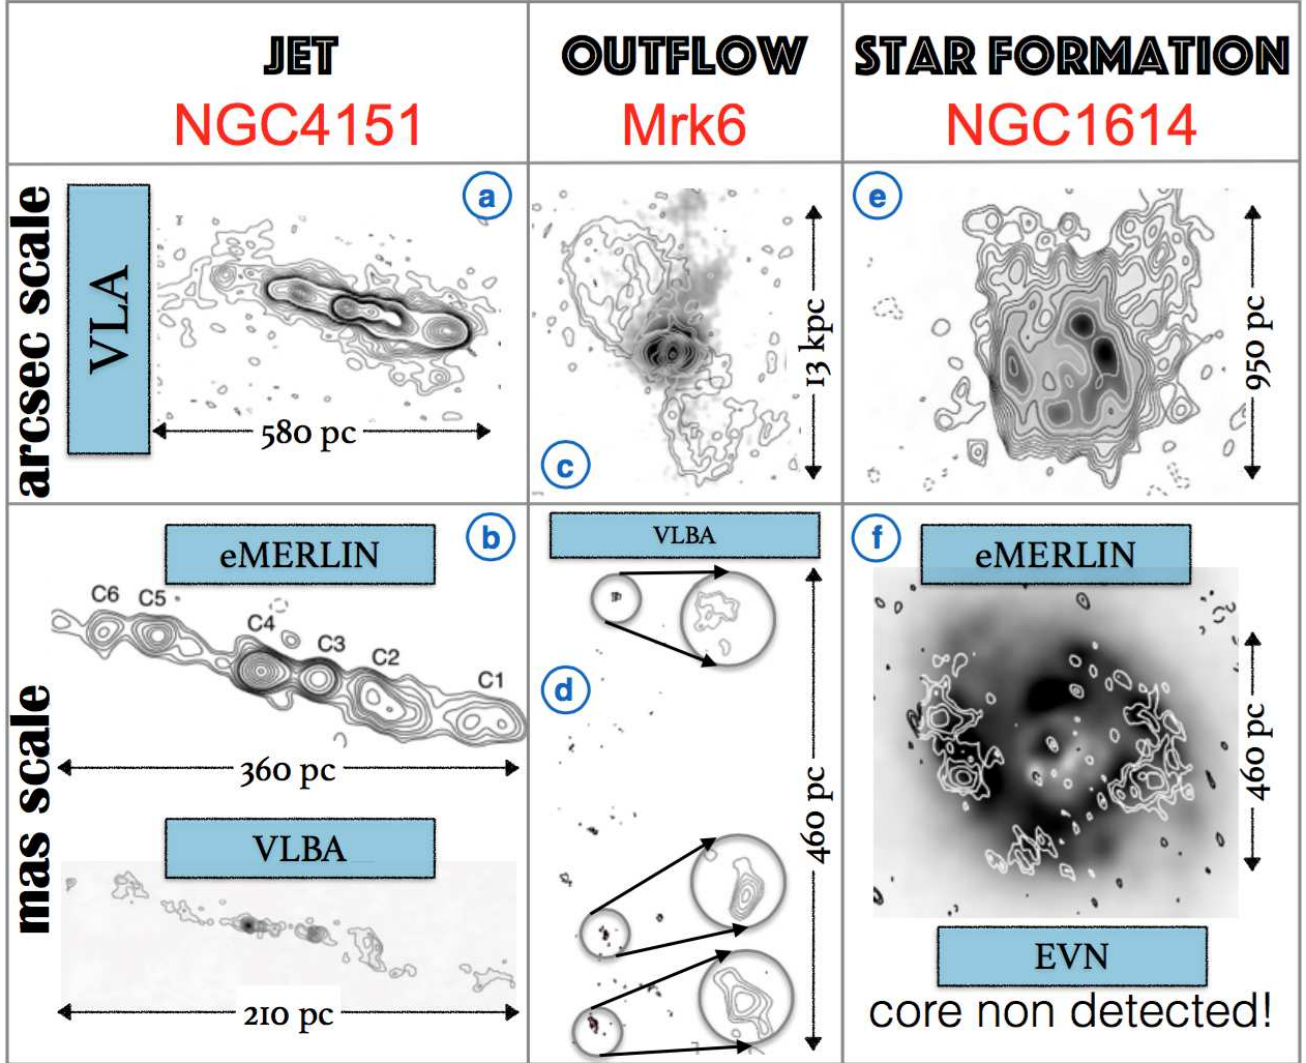 JET
OUTFLOW
STAR FORMATION
NGC4151
Mrk6
NGC1614
arcsec scale
VLA
a
580 pc
c
13 kpc
e
950 pc
mas scale
eMERLIN
b
C6
C5
C4
C3
C2
C1
360 pc
VLBA
210 pc
VLBA
d
460 pc
f
eMERLIN
460 pc
EVN
core non detected!